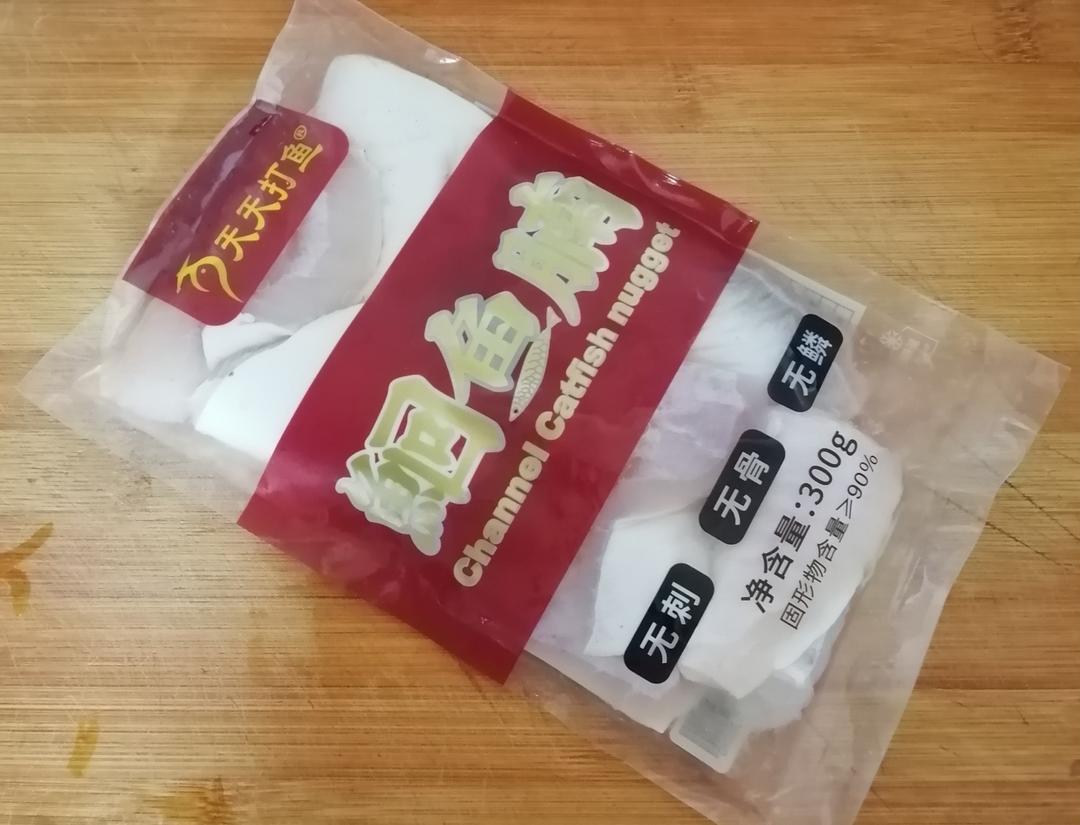 天天打鱼®
鮰鱼腩
Channel Catfish nugget
无刺
无骨
无鳞
净含量:300g
固形物含量≥90%